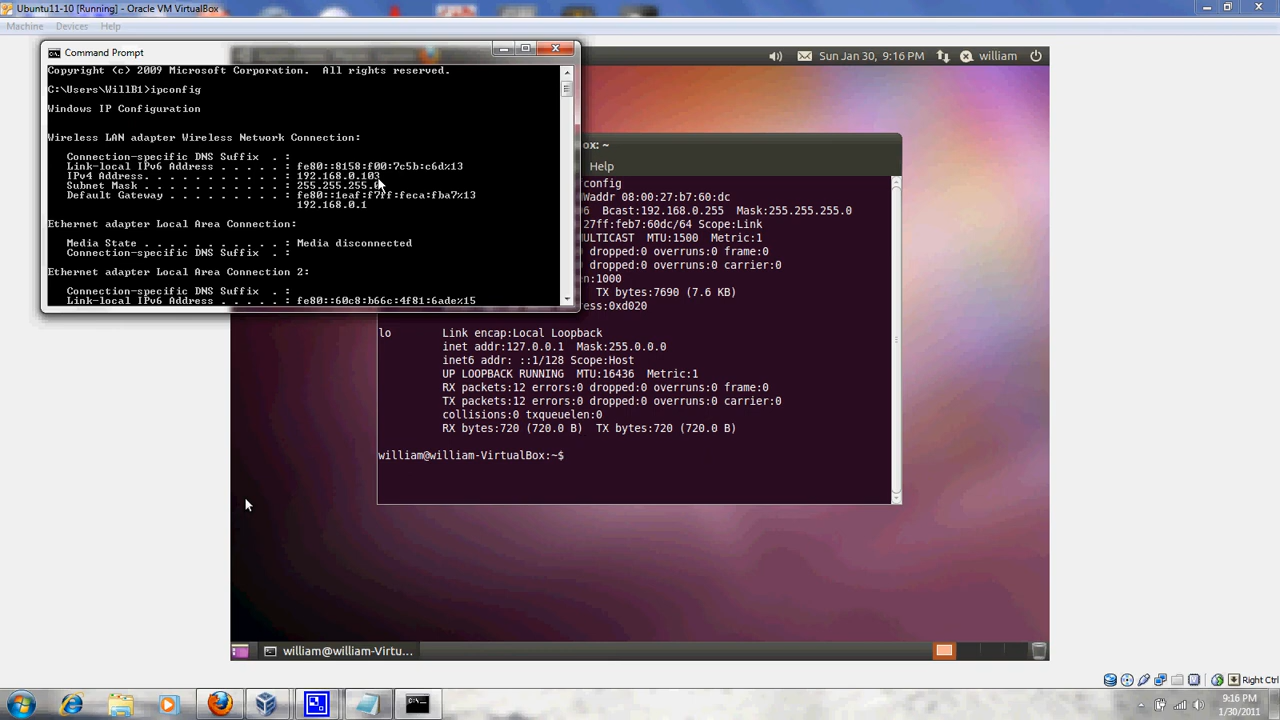 Ubuntu11-10 [Running] - Oracle VM VirtualBox
Machine Devices Help
Command Prompt
Copyright (c) 2009 Microsoft Corporation. All rights reserved.
C:\Users\WillB1>ipconfig
Windows IP Configuration
Wireless LAN adapter Wireless Network Connection:
Connection-specific DNS Suffix . :
Link-local IPv6 Address . . . . . : fe80::8158:f00:7c5b:c6d%13
IPv4 Address. . . . . . . . . . . : 192.168.0.103
Subnet Mask . . . . . . . . . . . : 255.255.255.0
Default Gateway . . . . . . . . . : fe80::1eaf:f7ff:feca:fba7%13
192.168.0.1
Ethernet adapter Local Area Connection:
Media State . . . . . . . . . . . : Media disconnected
Connection-specific DNS Suffix . :
Ethernet adapter Local Area Connection 2:
Connection-specific DNS Suffix . :
Link-local IPv6 Address . . . . . : fe80::60c8:b66c:4f81:6ade%15
Sun Jan 30, 9:16 PM william
ox: ~
Help
config
Waddr 08:00:27:b7:60:dc
6 Bcast:192.168.0.255 Mask:255.255.255.0
27ff:feb7:60dc/64 Scope:Link
ULTICAST MTU:1500 Metric:1
dropped:0 overruns:0 frame:0
dropped:0 overruns:0 carrier:0
en:1000
TX bytes:7690 (7.6 KB)
ress:0xd020
lo Link encap:Local Loopback
inet addr:127.0.0.1 Mask:255.0.0.0
inet6 addr: ::1/128 Scope:Host
UP LOOPBACK RUNNING MTU:16436 Metric:1
RX packets:12 errors:0 dropped:0 overruns:0 frame:0
TX packets:12 errors:0 dropped:0 overruns:0 carrier:0
collisions:0 txqueuelen:0
RX bytes:720 (720.0 B) TX bytes:720 (720.0 B)
william@william-VirtualBox:~$
william@william-Virtu...
Right Ctrl
9:16 PM
1/30/2011